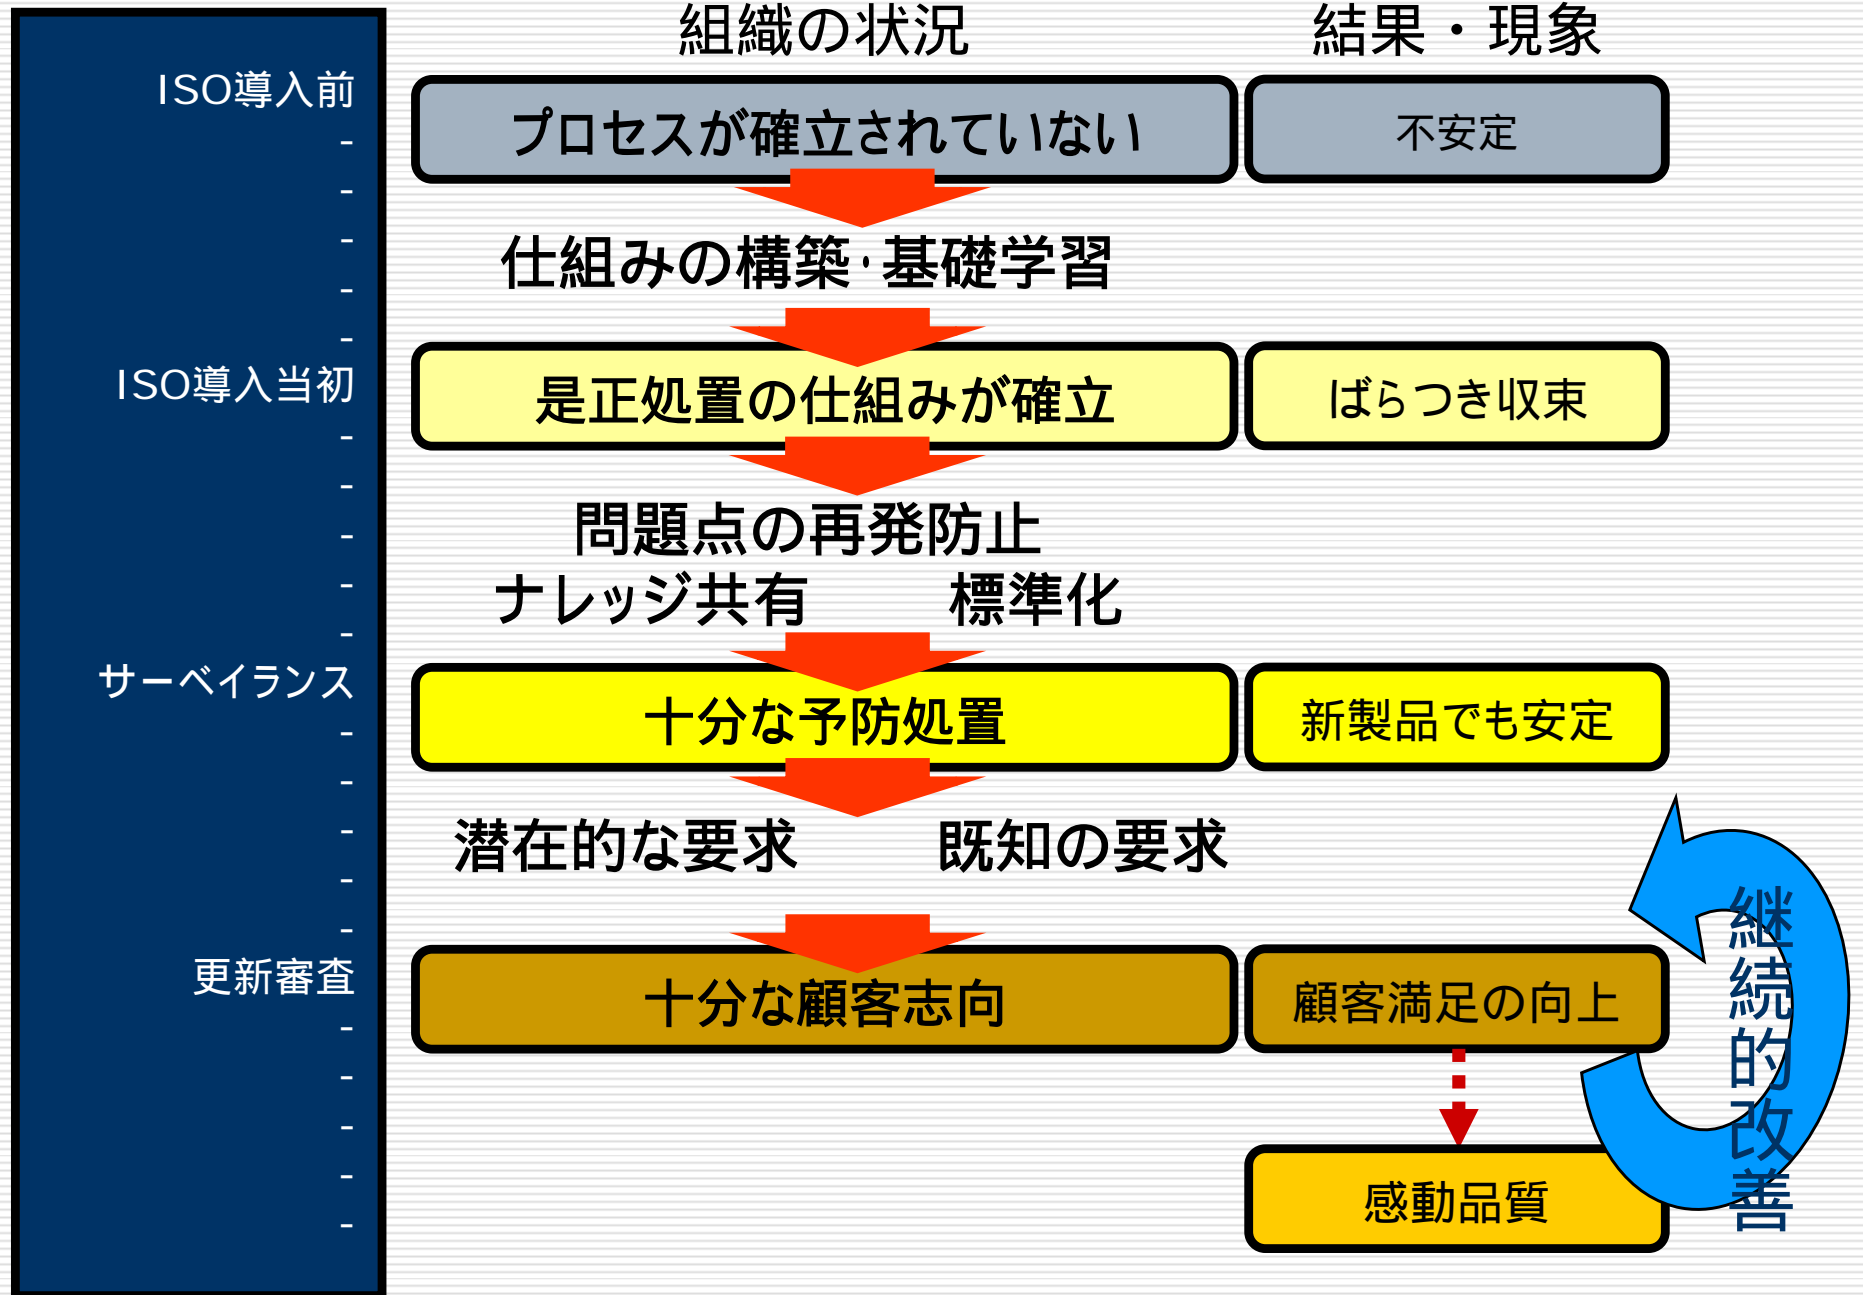 組織の状況
結果・現象
ISO導入前
-
-
-
-
-
ISO導入当初
-
-
-
-
-
サーベイランス
-
-
-
-
-
更新審査
-
-
-
-
-
プロセスが確立されていない
不安定
仕組みの構築・基礎学習
是正処置の仕組みが確立
ばらつき収束
問題点の再発防止
ナレッジ共有 標準化
十分な予防処置
新製品でも安定
潜在的な要求 既知の要求
十分な顧客志向
顧客満足の向上
感動品質
継続的改善